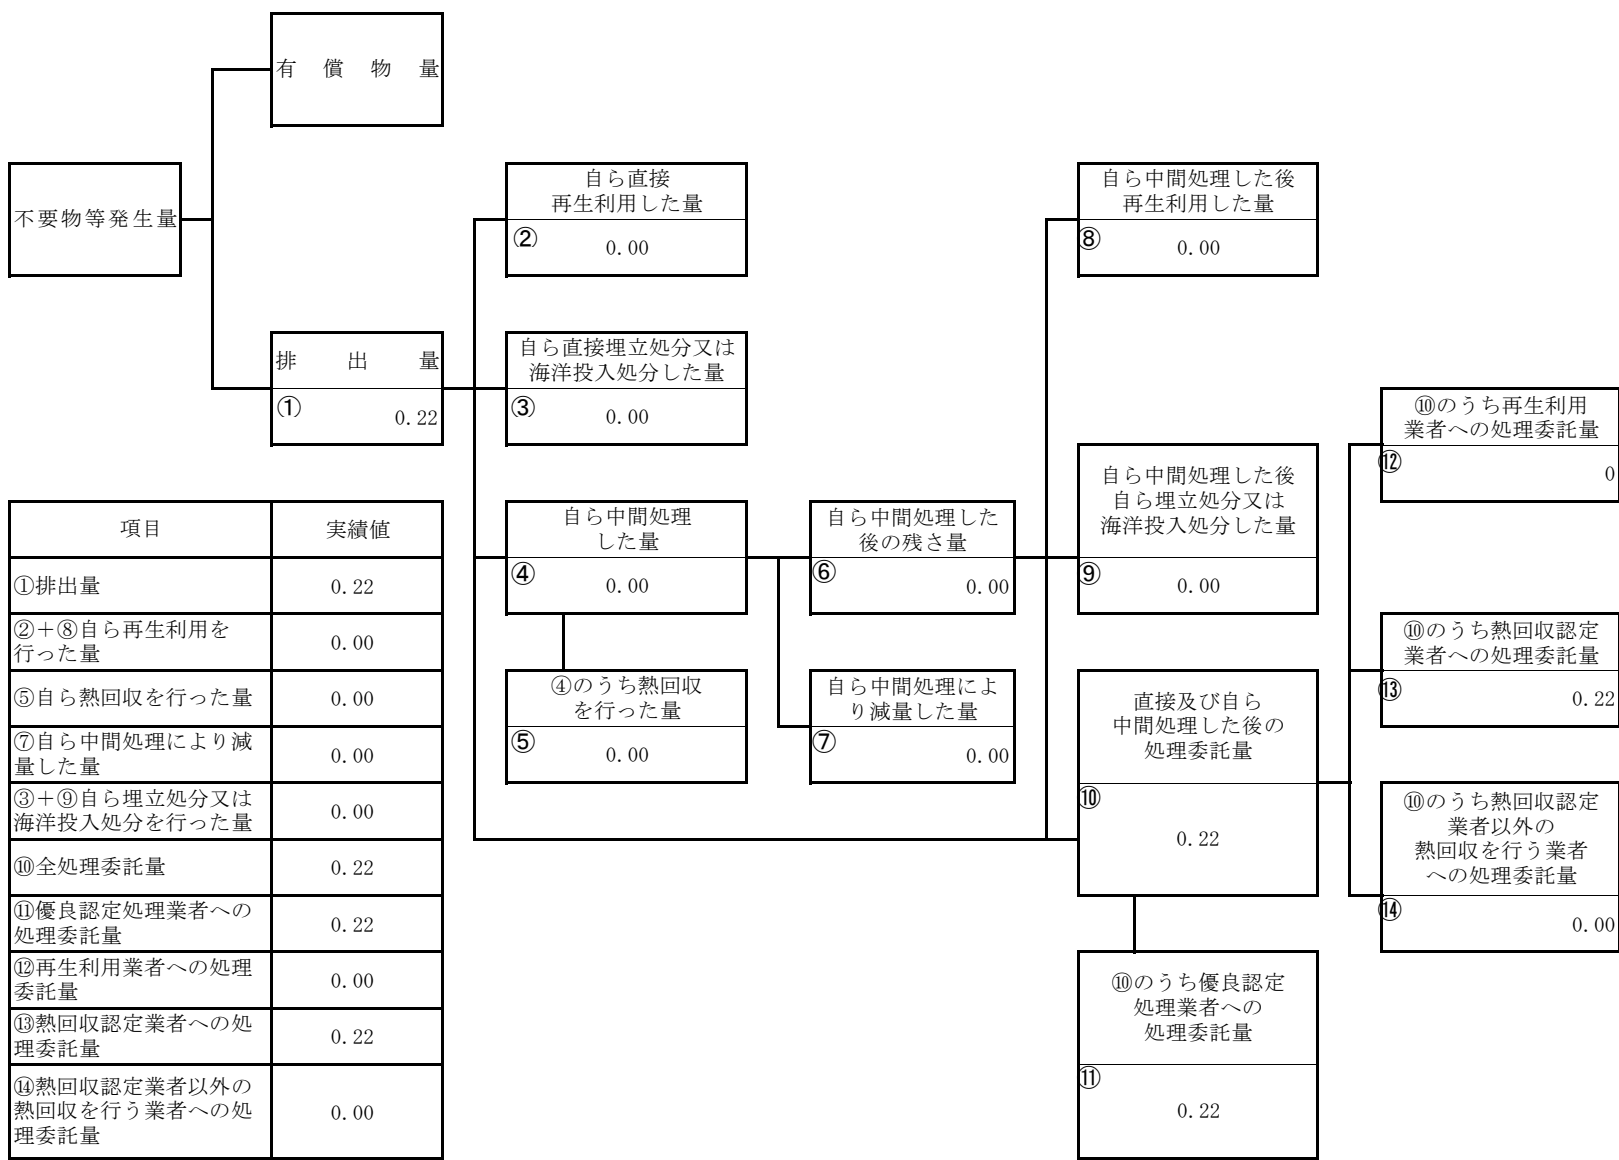 有償物量
不要物等発生量
自ら直接
再生利用した量
②
0.00
自ら中間処理した後
再生利用した量
⑧
0.00
排出量
①
0.22
自ら直接埋立処分又は
海洋投入処分した量
③
0.00
⑩のうち再生利用
業者への処理委託量
⑫
0
自ら中間処理
した量
④
0.00
自ら中間処理した
後の残さ量
⑥
0.00
自ら中間処理した後
自ら埋立処分又は
海洋投入処分した量
⑨
0.00
⑩のうち熱回収認定
業者への処理委託量
⑬
0.22
④のうち熱回収
を行った量
⑤
0.00
自ら中間処理によ
り減量した量
⑦
0.00
直接及び自ら
中間処理した後の
処理委託量
⑩
0.22
⑩のうち熱回収認定
業者以外の
熱回収を行う業者
への処理委託量
⑭
0.00
⑩のうち優良認定
処理業者への
処理委託量
⑪
0.22
項目
実績値
①排出量
0.22
②+⑧自ら再生利用を
行った量
0.00
⑤自ら熱回収を行った量
0.00
⑦自ら中間処理により減
量した量
0.00
③+⑨自ら埋立処分又は
海洋投入処分を行った量
0.00
⑩全処理委託量
0.22
⑪優良認定処理業者への
処理委託量
0.22
⑫再生利用業者への処理
委託量
0.00
⑬熱回収認定業者への処
理委託量
0.22
⑭熱回収認定業者以外の
熱回収を行う業者への処
理委託量
0.00